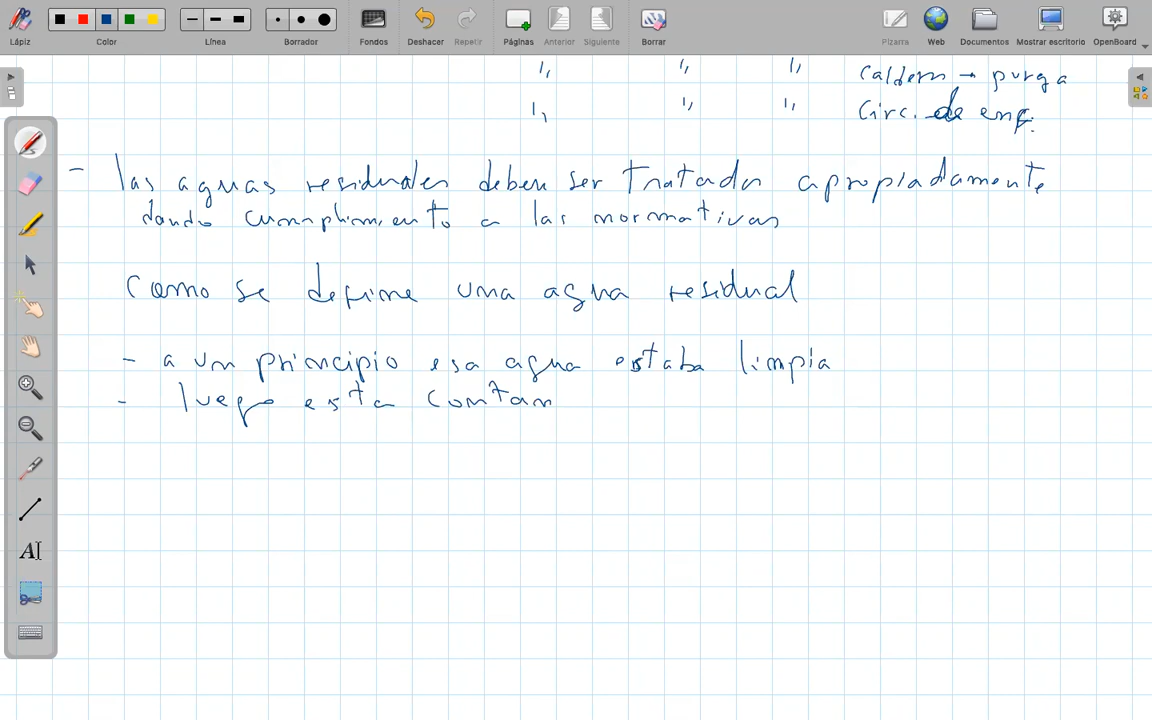 Lápiz Color Línea Borrador Fondos Deshacer Repetir Páginas Anterior Siguiente Borrar Pizarra Web Documentos Mostrar escritorio OpenBoard
" " " Caldera → purga
" " " Circ. de enf.
- las aguas residuales deben ser tratadas apropiadamente
dando cumplimiento a las normativas
Como se define una agua residual
- a un principio esa agua estaba limpia
- luego esta contam